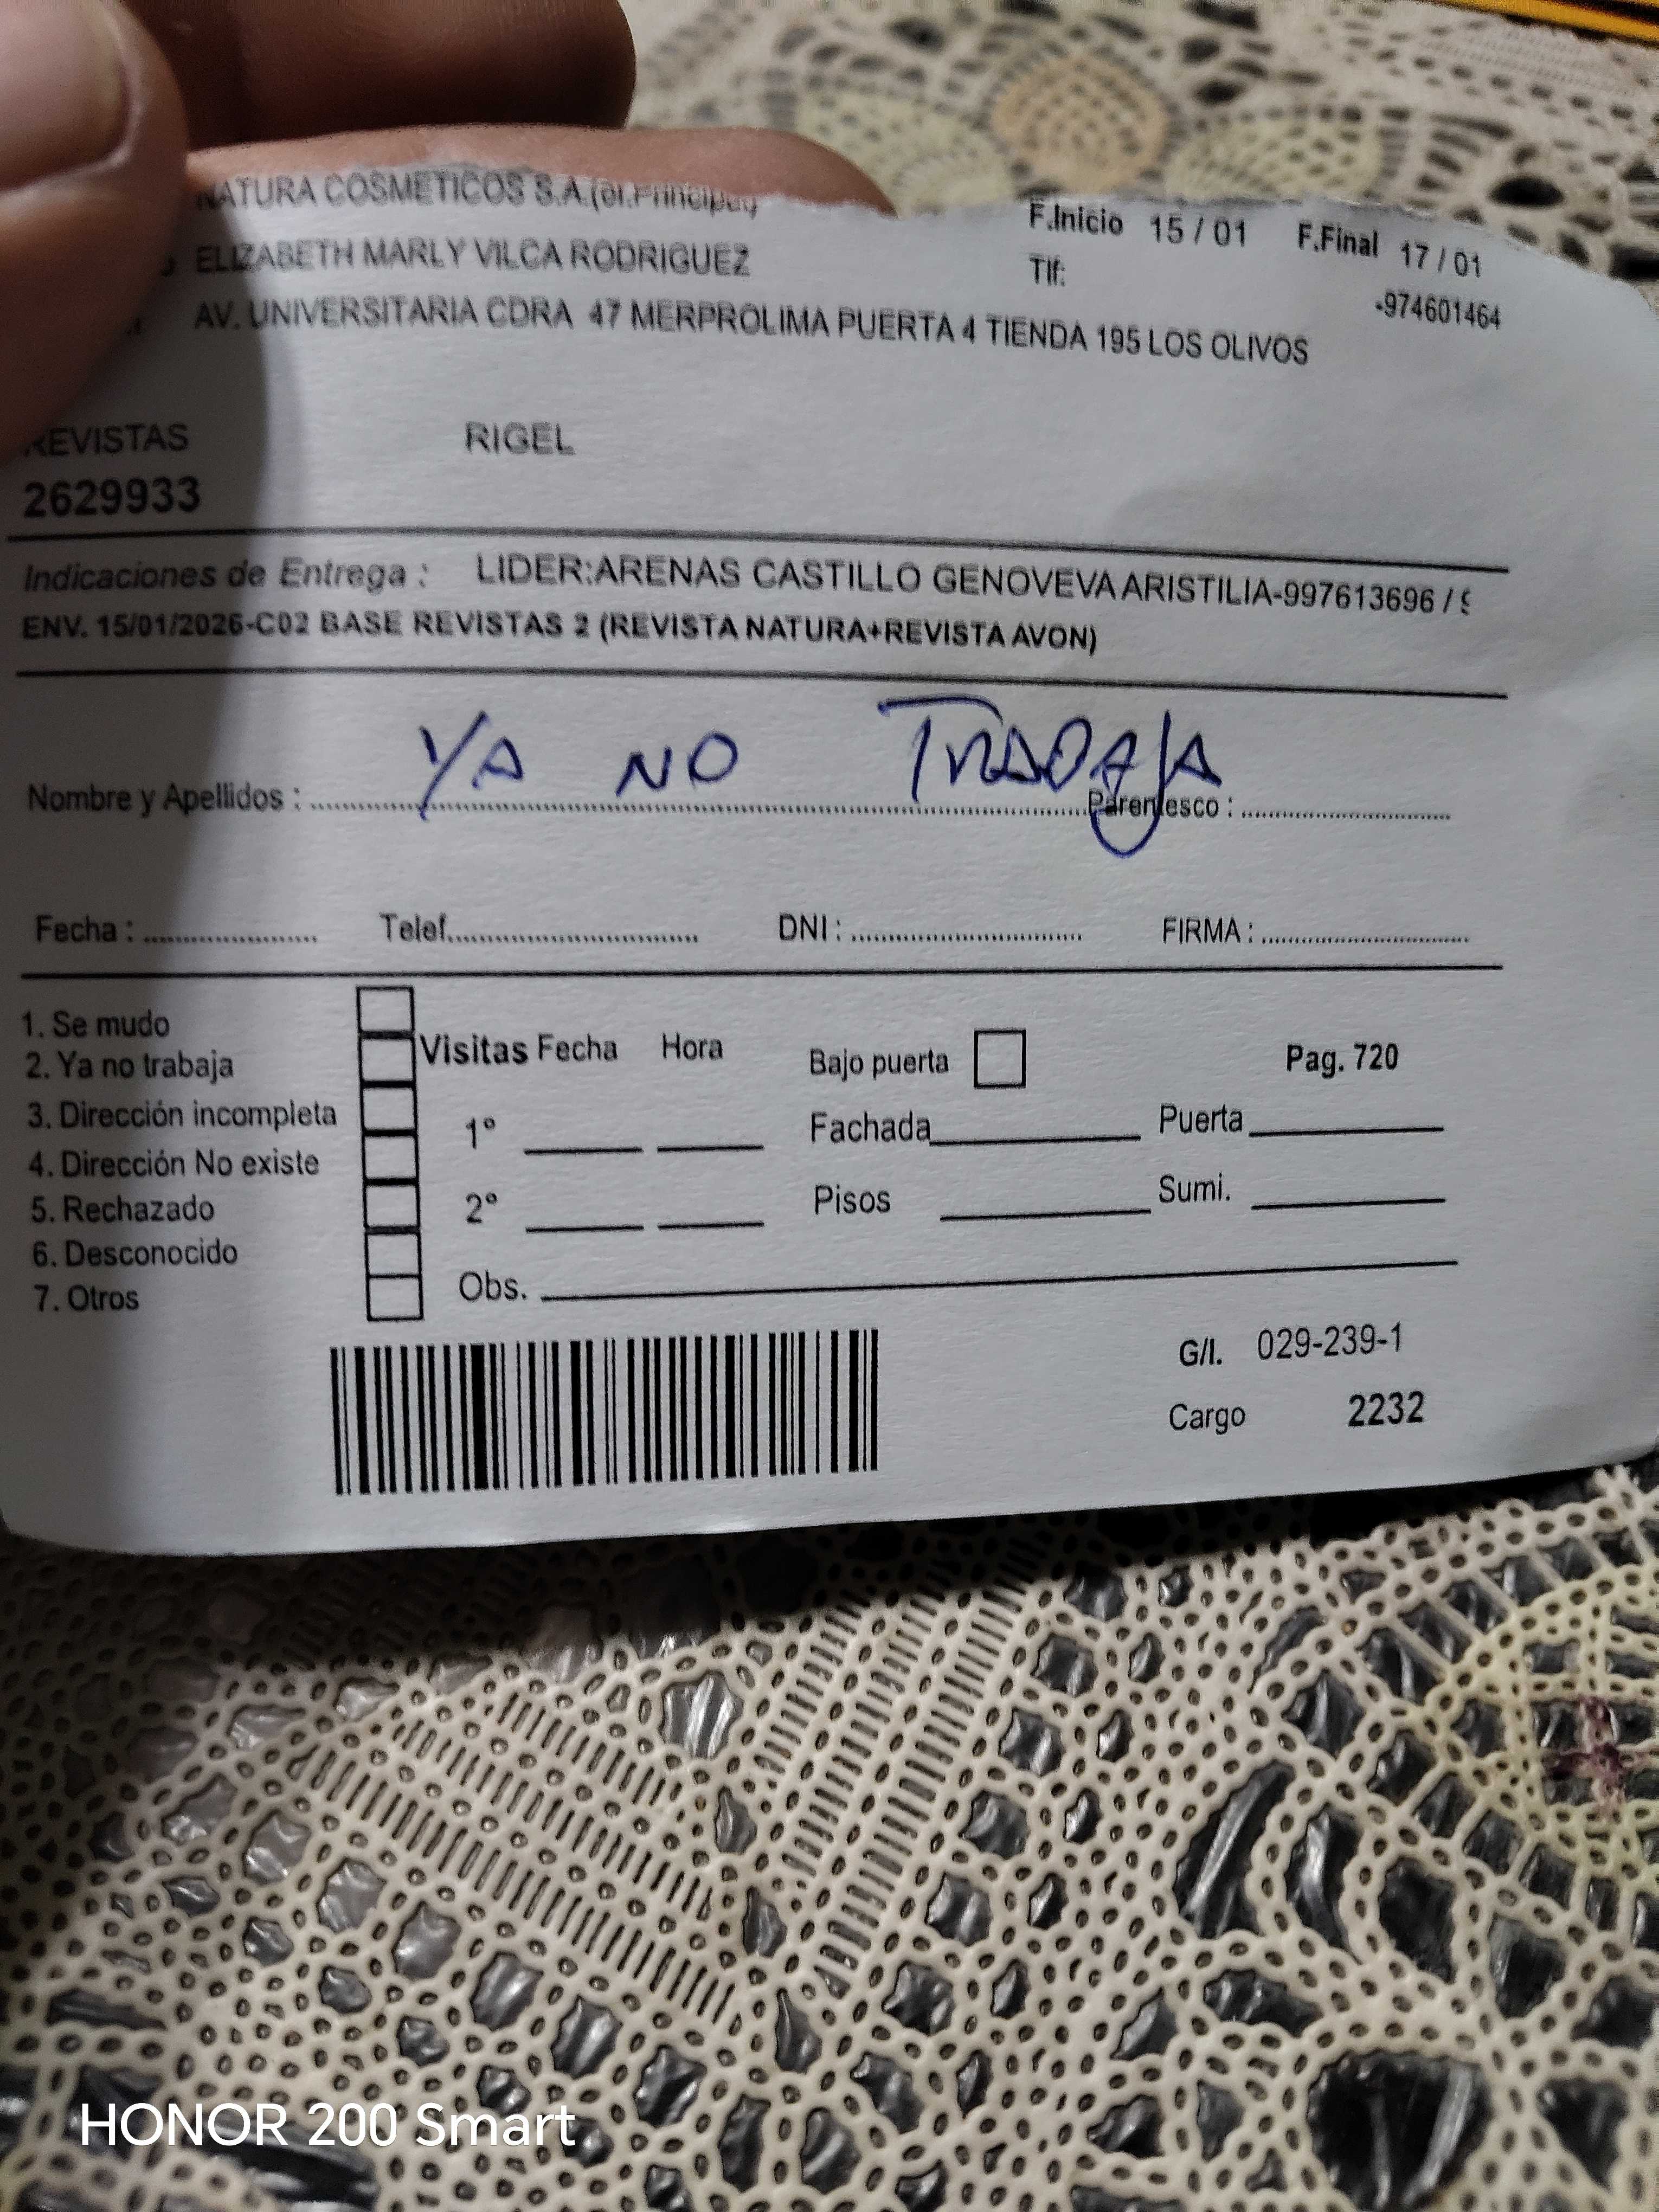 NATURA COSMETICOS S.A.
F.Inicio 15 / 01 F.Final 17 / 01
ELIZABETH MARLY VILCA RODRIGUEZ
Tlf:
-974601464
AV. UNIVERSITARIA CDRA 47 MERPROLIMA PUERTA 4 TIENDA 195 LOS OLIVOS
REVISTAS RIGEL
2629933
Indicaciones de Entrega : LIDER:ARENAS CASTILLO GENOVEVA ARISTILIA-997613696 /
ENV. 15/01/2026-C02 BASE REVISTAS 2 (REVISTA NATURA+REVISTA AVON)
YA NO TRABAJA
Nombre y Apellidos : Parentesco :
Fecha : Telef. DNI : FIRMA :
1. Se mudo
2. Ya no trabaja
3. Dirección incompleta
4. Dirección No existe
5. Rechazado
6. Desconocido
7. Otros
Visitas Fecha Hora
1°
2°
Obs.
Bajo puerta
Fachada
Pisos
Pag. 720
Puerta
Sumi.
G/I. 029-239-1
Cargo 2232
HONOR 200 Smart